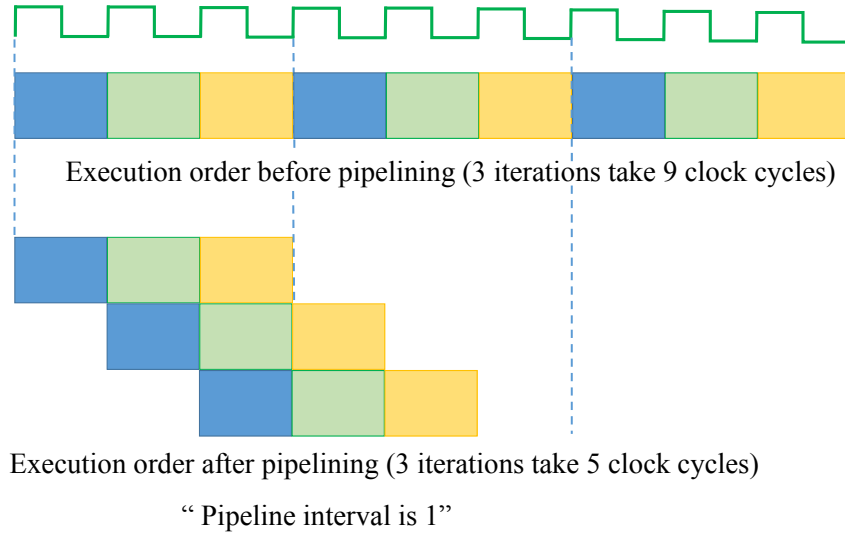 Execution order before pipelining (3 iterations take 9 clock cycles)
Execution order after pipelining (3 iterations take 5 clock cycles)
“ Pipeline interval is 1”